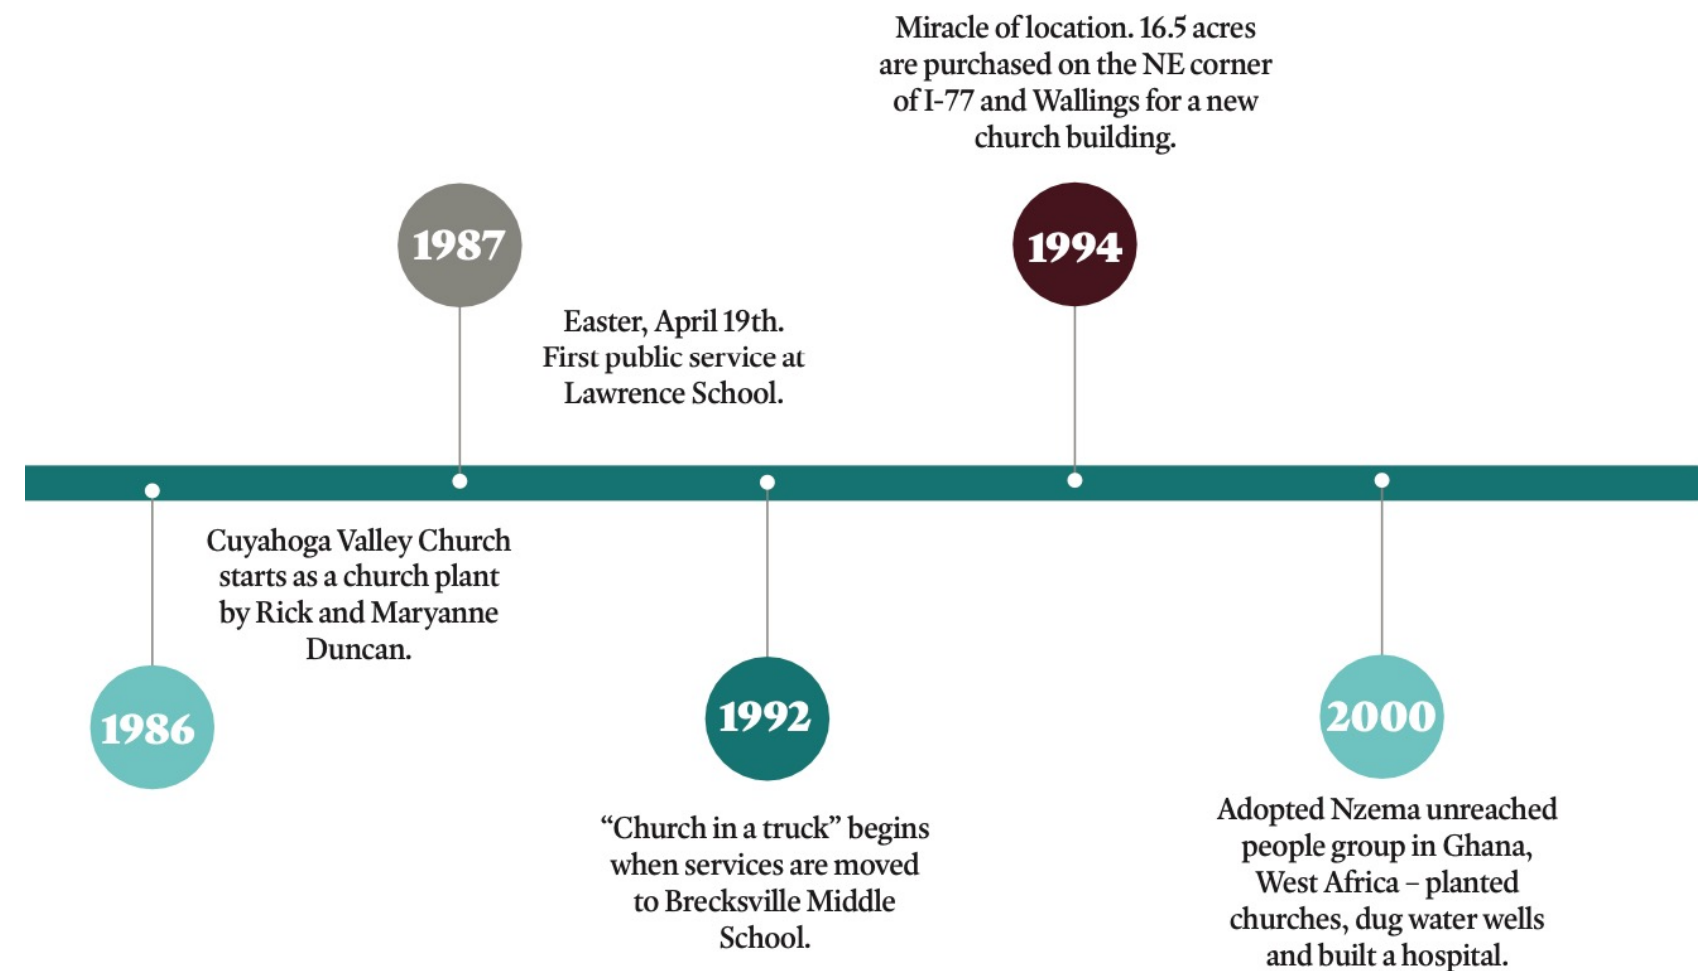 1986
Cuyahoga Valley Church
starts as a church plant
by Rick and Maryanne
Duncan.
1987
Easter, April 19th.
First public service at
Lawrence School.
1992
“Church in a truck” begins
when services are moved
to Brecksville Middle
School.
1994
Miracle of location. 16.5 acres
are purchased on the NE corner
of I-77 and Wallings for a new
church building.
2000
Adopted Nzema unreached
people group in Ghana,
West Africa – planted
churches, dug water wells
and built a hospital.